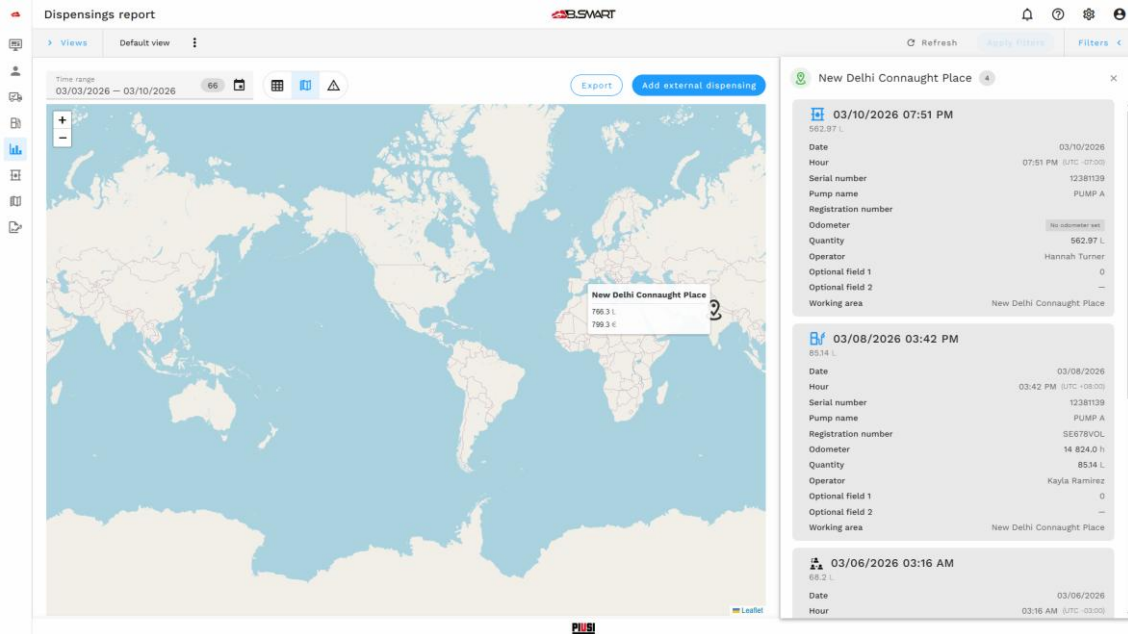 Dispensings report
B.SMART
Views
Default view
Refresh
Apply filters
Filters
Time range
03/03/2026 — 03/10/2026
66
Export
Add external dispensing
+
−
New Delhi Connaught Place
766.3 L
799.3 €
Leaflet
New Delhi Connaught Place
4
03/10/2026 07:51 PM
562.97 L
Date 03/10/2026
Hour 07:51 PM (UTC -07:00)
Serial number 12381139
Pump name PUMP A
Registration number
Odometer No odometer set
Quantity 562.97 L
Operator Hannah Turner
Optional field 1 0
Optional field 2 —
Working area New Delhi Connaught Place
03/08/2026 03:42 PM
85.14 L
Date 03/08/2026
Hour 03:42 PM (UTC +08:00)
Serial number 12381139
Pump name PUMP A
Registration number SE678VOL
Odometer 14 824.0 h
Quantity 85.14 L
Operator Kayla Ramirez
Optional field 1 0
Optional field 2 —
Working area New Delhi Connaught Place
03/06/2026 03:16 AM
68.2 L
Date 03/06/2026
Hour 03:16 AM (UTC -03:00)
PIUSI